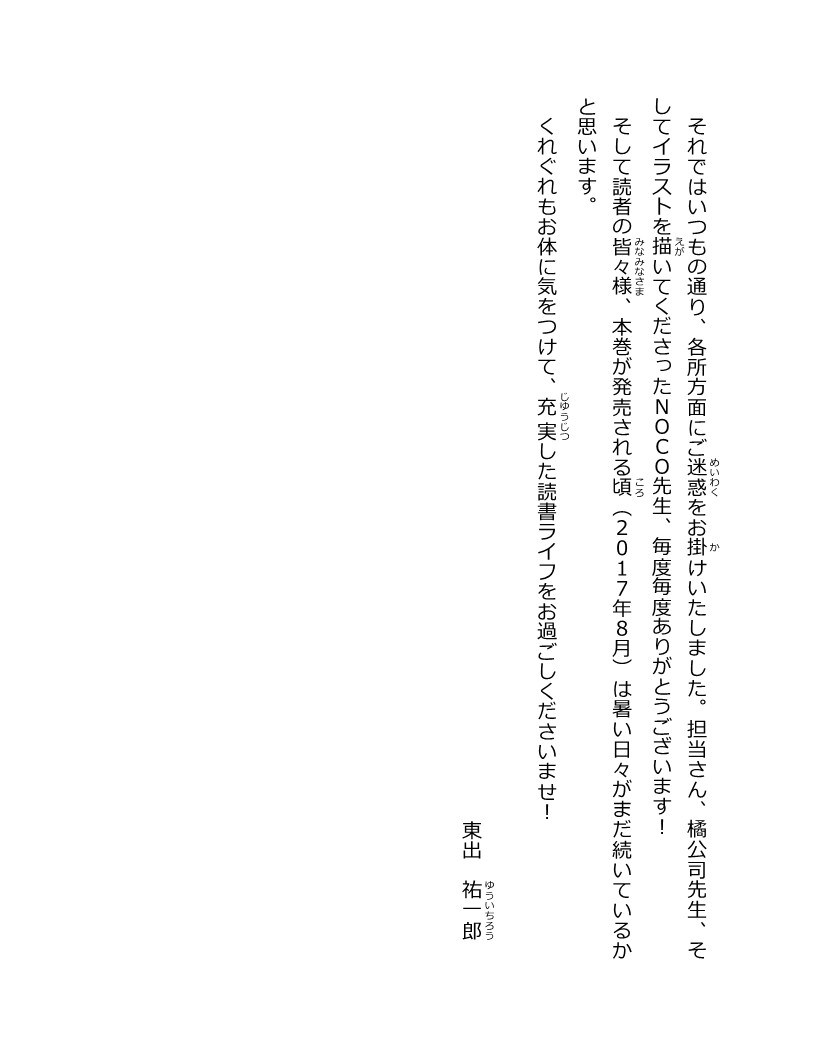 それではいつもの通り、各所方面にご迷惑をお掛けいたしました。担当さん、橘公司先生、そ
してイラストを描いてくださったNOCO先生、毎度毎度ありがとうございます！
そして読者の皆々様、本巻が発売される頃（2017年8月）は暑い日々がまだ続いているか
と思います。
くれぐれもお体に気をつけて、充実した読書ライフをお過ごしくださいませ！
東出　祐一郎